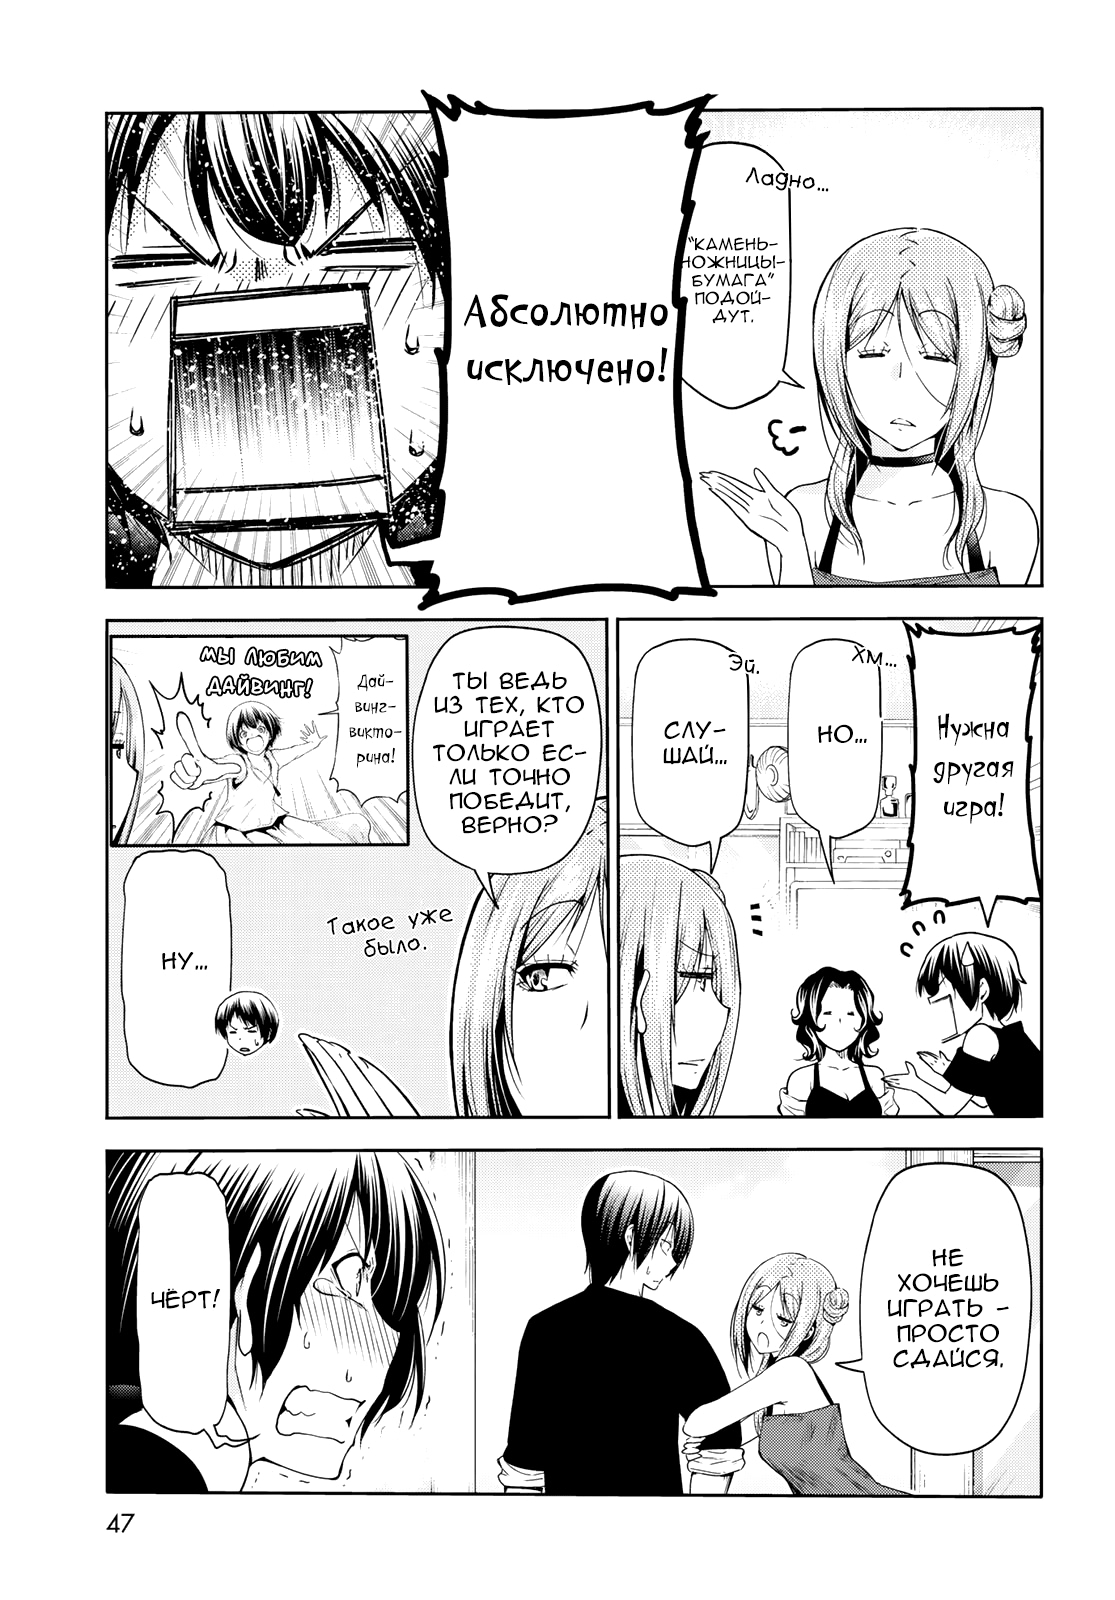 Ладно...
"КАМЕНЬ-
НОЖНИЦЫ-
БУМАГА"
ПОДОЙ-
ДУТ.
Абсолютно
исключено!
Нужна
другая
игра!
ХМ...
НО...
Эй.
СЛУ-
ШАЙ...
ТЫ ВЕДЬ
ИЗ ТЕХ, КТО
ИГРАЕТ
ТОЛЬКО ЕС-
ЛИ ТОЧНО
ПОБЕДИТ,
ВЕРНО?
МЫ ЛЮБИМ
ДАЙВИНГ!
Дай-
винг-
викто-
рина!
Такое уже
было.
НУ...
НЕ
ХОЧЕШЬ
ИГРАТЬ –
ПРОСТО
СДАЙСЯ.
ЧЁРТ!
47